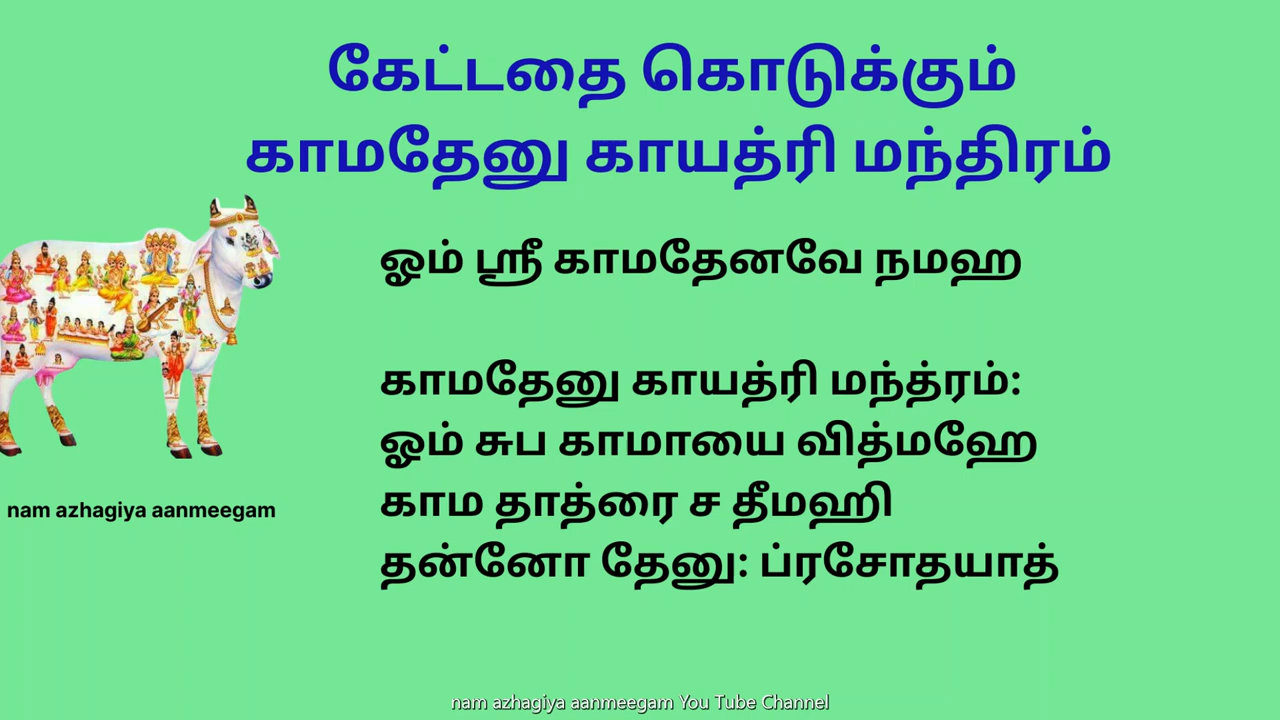 கேட்டதை கொடுக்கும்
காமதேனு காயத்ரி மந்திரம்
ஓம் ஸ்ரீ காமதேனவே நமஹ
காமதேனு காயத்ரி மந்த்ரம்:
ஓம் சுப காமாயை வித்மஹே
காம தாத்ரை ச தீமஹி
தன்னோ தேனு: ப்ரசோதயாத்
nam azhagiya aanmeegam
nam azhagiya aanmeegam You Tube Channel